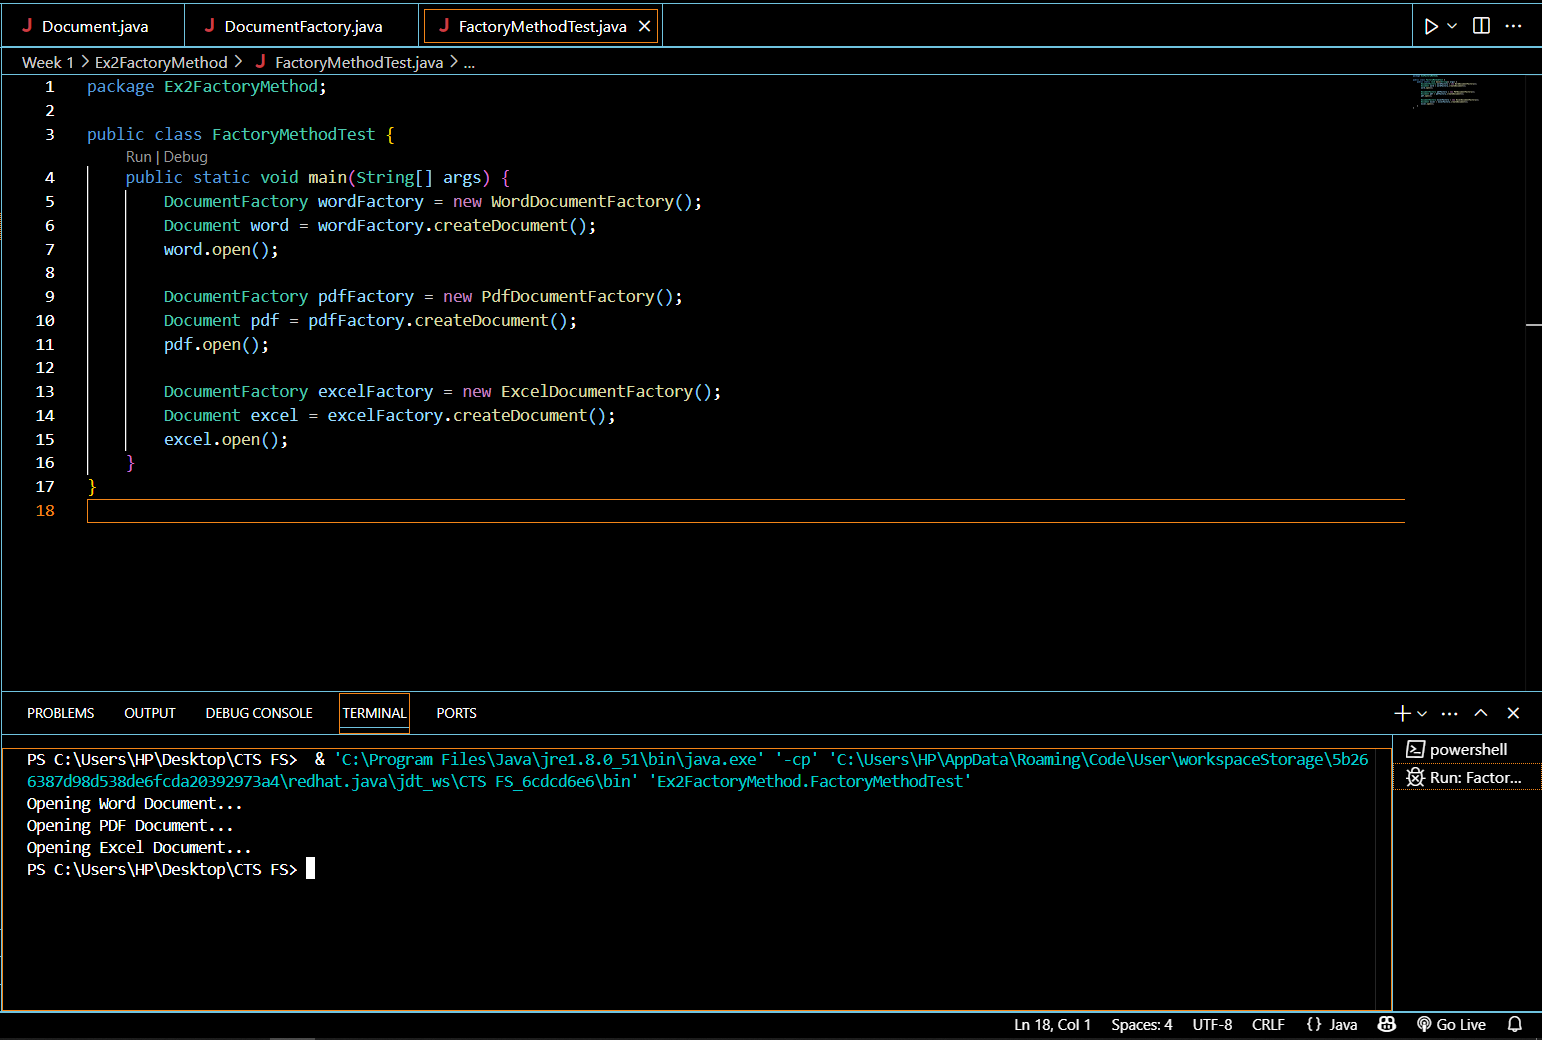 J Document.java J DocumentFactory.java J FactoryMethodTest.java
Week 1 > Ex2FactoryMethod > J FactoryMethodTest.java > ...
1 package Ex2FactoryMethod;
2
3 public class FactoryMethodTest {
Run | Debug
4 public static void main(String[] args) {
5 DocumentFactory wordFactory = new WordDocumentFactory();
6 Document word = wordFactory.createDocument();
7 word.open();
8
9 DocumentFactory pdfFactory = new PdfDocumentFactory();
10 Document pdf = pdfFactory.createDocument();
11 pdf.open();
12
13 DocumentFactory excelFactory = new ExcelDocumentFactory();
14 Document excel = excelFactory.createDocument();
15 excel.open();
16 }
17 }
18
PROBLEMS OUTPUT DEBUG CONSOLE TERMINAL PORTS
PS C:\Users\HP\Desktop\CTS FS>  & 'C:\Program Files\Java\jre1.8.0_51\bin\java.exe' '-cp' 'C:\Users\HP\AppData\Roaming\Code\User\workspaceStorage\5b26
6387d98d538de6fcda20392973a4\redhat.java\jdt_ws\CTS FS_6cdcd6e6\bin' 'Ex2FactoryMethod.FactoryMethodTest'
Opening Word Document...
Opening PDF Document...
Opening Excel Document...
PS C:\Users\HP\Desktop\CTS FS>
powershell
Run: Factor...
Ln 18, Col 1 Spaces: 4 UTF-8 CRLF {} Java Go Live